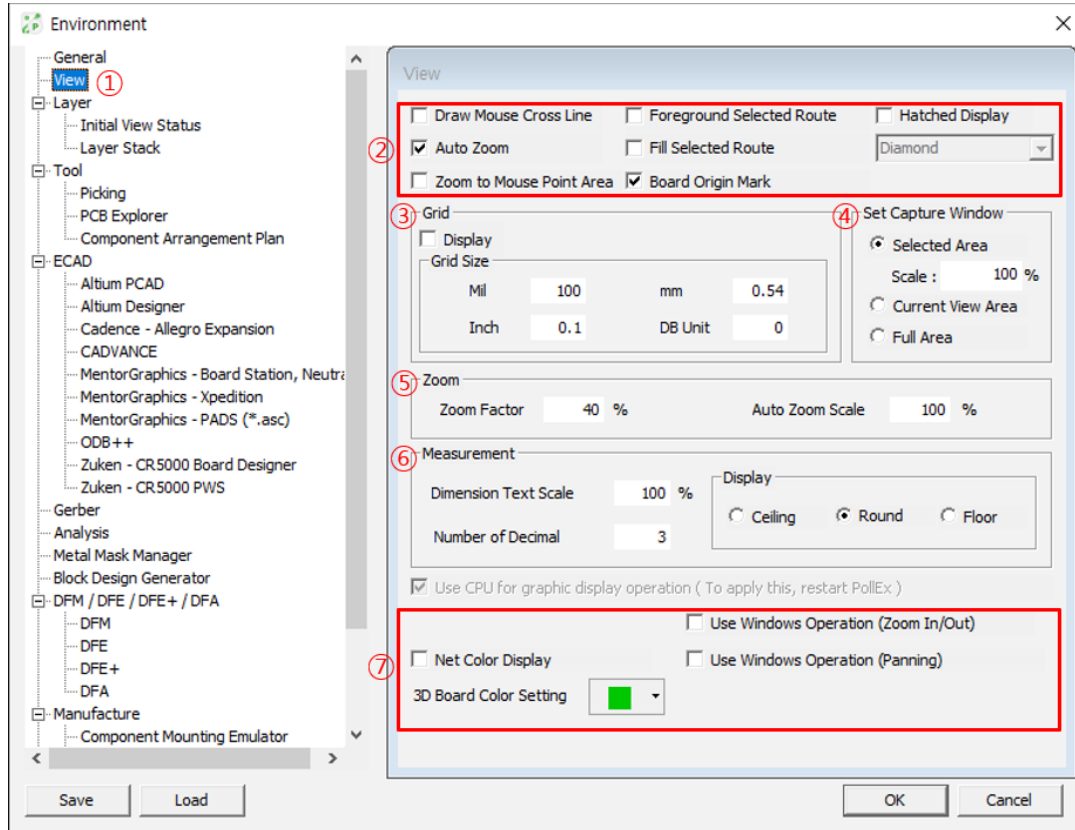 Environment
General
View ①
Layer
Initial View Status
Layer Stack
Tool
Picking
PCB Explorer
Component Arrangement Plan
ECAD
Altium PCAD
Altium Designer
Cadence - Allegro Expansion
CADVANCE
MentorGraphics - Board Station, Neutra
MentorGraphics - Xpedition
MentorGraphics - PADS (*.asc)
ODB++
Zuken - CR5000 Board Designer
Zuken - CR5000 PWS
Gerber
Analysis
Metal Mask Manager
Block Design Generator
DFM / DFE / DFE+ / DFA
DFM
DFE
DFE+
DFA
Manufacture
Component Mounting Emulator
Save Load
View
Draw Mouse Cross Line Foreground Selected Route Hatched Display
② Auto Zoom Fill Selected Route Diamond
Zoom to Mouse Point Area Board Origin Mark
③ Grid
Display
Grid Size
Mil 100 mm 0.54
Inch 0.1 DB Unit 0
④ Set Capture Window
Selected Area
Scale : 100 %
Current View Area
Full Area
⑤ Zoom
Zoom Factor 40 % Auto Zoom Scale 100 %
⑥ Measurement
Dimension Text Scale 100 %
Number of Decimal 3
Display
Ceiling Round Floor
Use CPU for graphic display operation ( To apply this, restart PollEx )
Use Windows Operation (Zoom In/Out)
⑦ Net Color Display Use Windows Operation (Panning)
3D Board Color Setting
OK Cancel